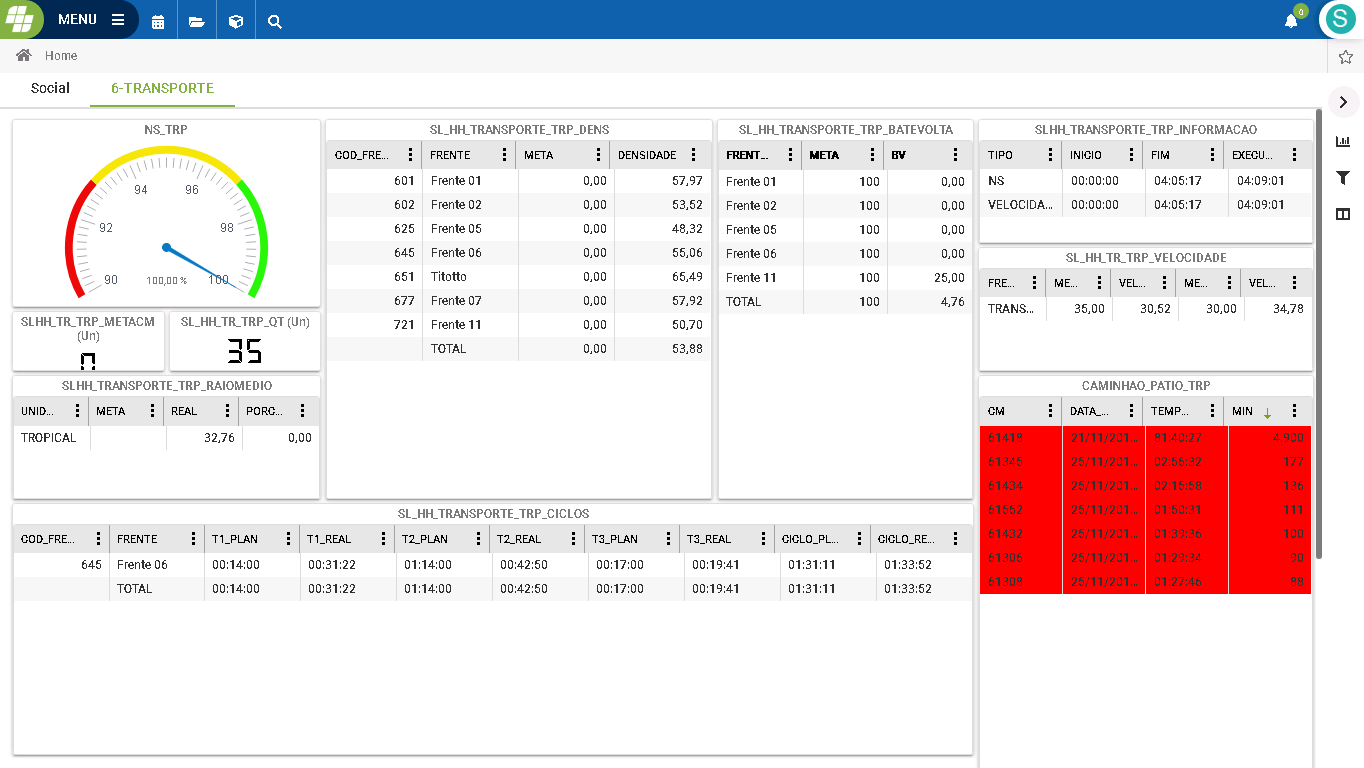 MENU
0
S
Home
Social 6-TRANSPORTE
NS_TRP
94 96
92 98
90 100,00 % 100
SLHH_TR_TRP_METACM (Un)
0
SL_HH_TR_TRP_QT (Un)
35
SLHH_TRANSPORTE_TRP_RAIOMEDIO
UNID... META REAL PORC...
TROPICAL 32,76 0,00
SL_HH_TRANSPORTE_TRP_DENS
COD_FRE... FRENTE META DENSIDADE
601 Frente 01 0,00 57,97
602 Frente 02 0,00 53,52
625 Frente 05 0,00 48,32
645 Frente 06 0,00 55,06
651 Titotto 0,00 65,49
677 Frente 07 0,00 57,92
721 Frente 11 0,00 50,70
TOTAL 0,00 53,88
SL_HH_TRANSPORTE_TRP_BATEVOLTA
FRENT... META BV
Frente 01 100 0,00
Frente 02 100 0,00
Frente 05 100 0,00
Frente 06 100 0,00
Frente 11 100 25,00
TOTAL 100 4,76
SLHH_TRANSPORTE_TRP_INFORMACAO
TIPO INICIO FIM EXECU...
NS 00:00:00 04:05:17 04:09:01
VELOCIDA... 00:00:00 04:05:17 04:09:01
SL_HH_TR_TRP_VELOCIDADE
FRE... ME... VEL... ME... VEL...
TRANS... 35,00 30,52 30,00 34,78
CAMINHAO_PATIO_TRP
CM DATA_... TEMP... MIN
61418 21/11/201... 81:40:27 4.900
61345 25/11/201... 02:56:32 177
61434 25/11/201... 02:15:58 136
61552 25/11/201... 01:50:31 111
61432 25/11/201... 01:39:36 100
61306 25/11/201... 01:29:34 90
61308 25/11/201... 01:27:46 88
SL_HH_TRANSPORTE_TRP_CICLOS
COD_FRE... FRENTE T1_PLAN T1_REAL T2_PLAN T2_REAL T3_PLAN T3_REAL CICLO_PL... CICLO_RE...
645 Frente 06 00:14:00 00:31:22 01:14:00 00:42:50 00:17:00 00:19:41 01:31:11 01:33:52
TOTAL 00:14:00 00:31:22 01:14:00 00:42:50 00:17:00 00:19:41 01:31:11 01:33:52